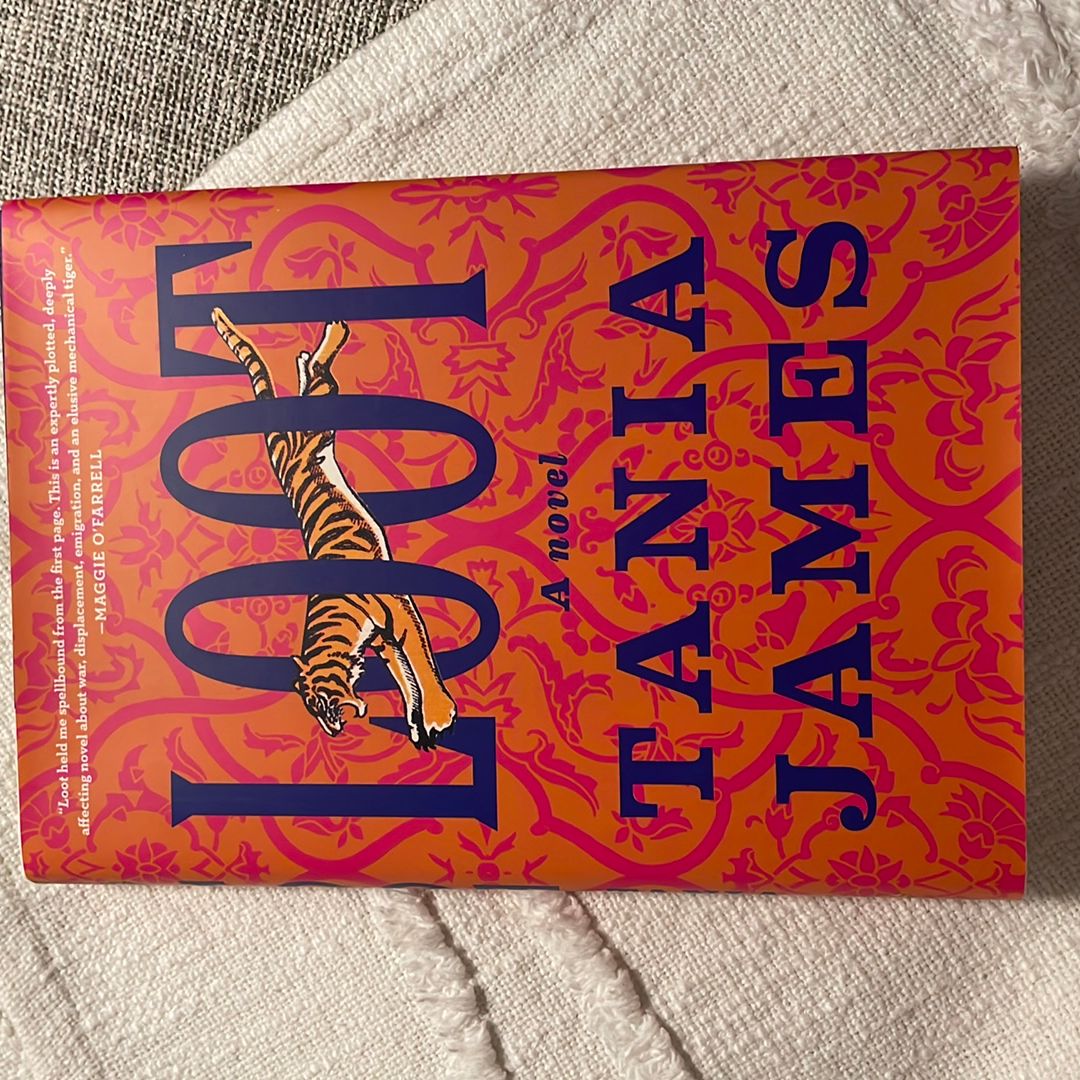 “Loot held me spellbound from the first page. This is an expertly plotted, deeply
affecting novel about war, displacement, emigration, and an elusive mechanical tiger.”
—MAGGIE O’FARRELL
LOOT
A novel
TANIA
JAMES